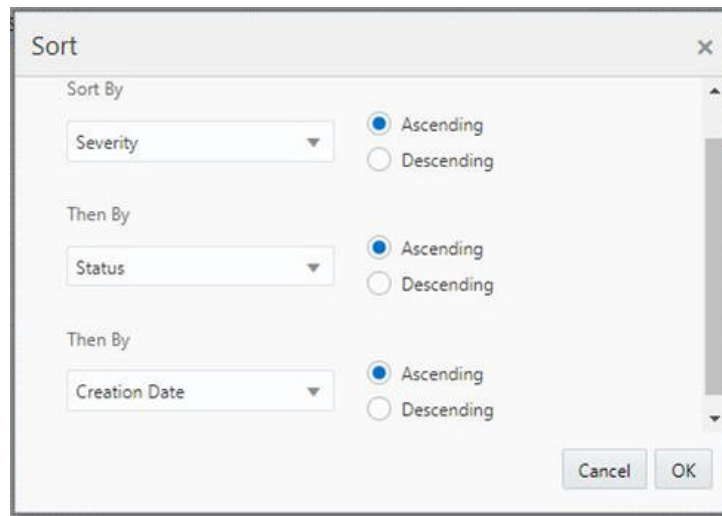 Sort
Sort By
Severity
Ascending
Descending
Then By
Status
Ascending
Descending
Then By
Creation Date
Ascending
Descending
Cancel OK